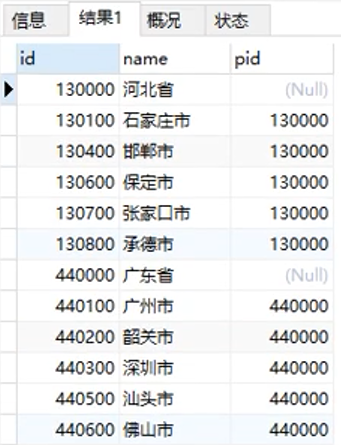 信息 结果1 概况 状态
id name pid
130000 河北省 (Null)
130100 石家庄市 130000
130400 邯郸市 130000
130600 保定市 130000
130700 张家口市 130000
130800 承德市 130000
440000 广东省 (Null)
440100 广州市 440000
440200 韶关市 440000
440300 深圳市 440000
440500 汕头市 440000
440600 佛山市 440000